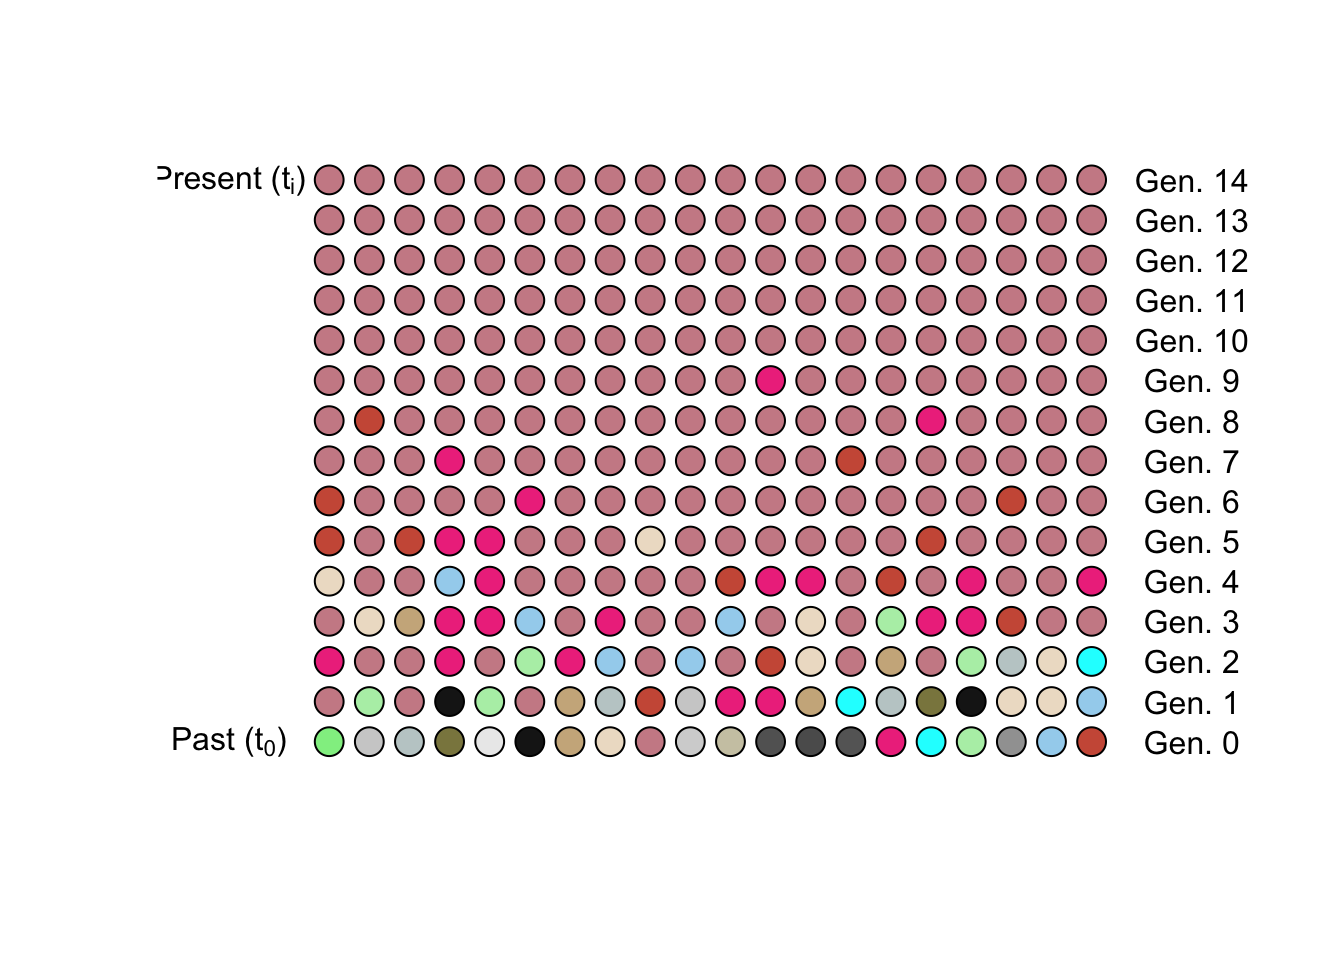 Present (ti) Gen. 14
Gen. 13
Gen. 12
Gen. 11
Gen. 10
Gen. 9
Gen. 8
Gen. 7
Gen. 6
Gen. 5
Gen. 4
Gen. 3
Gen. 2
Gen. 1
Past (t0) Gen. 0